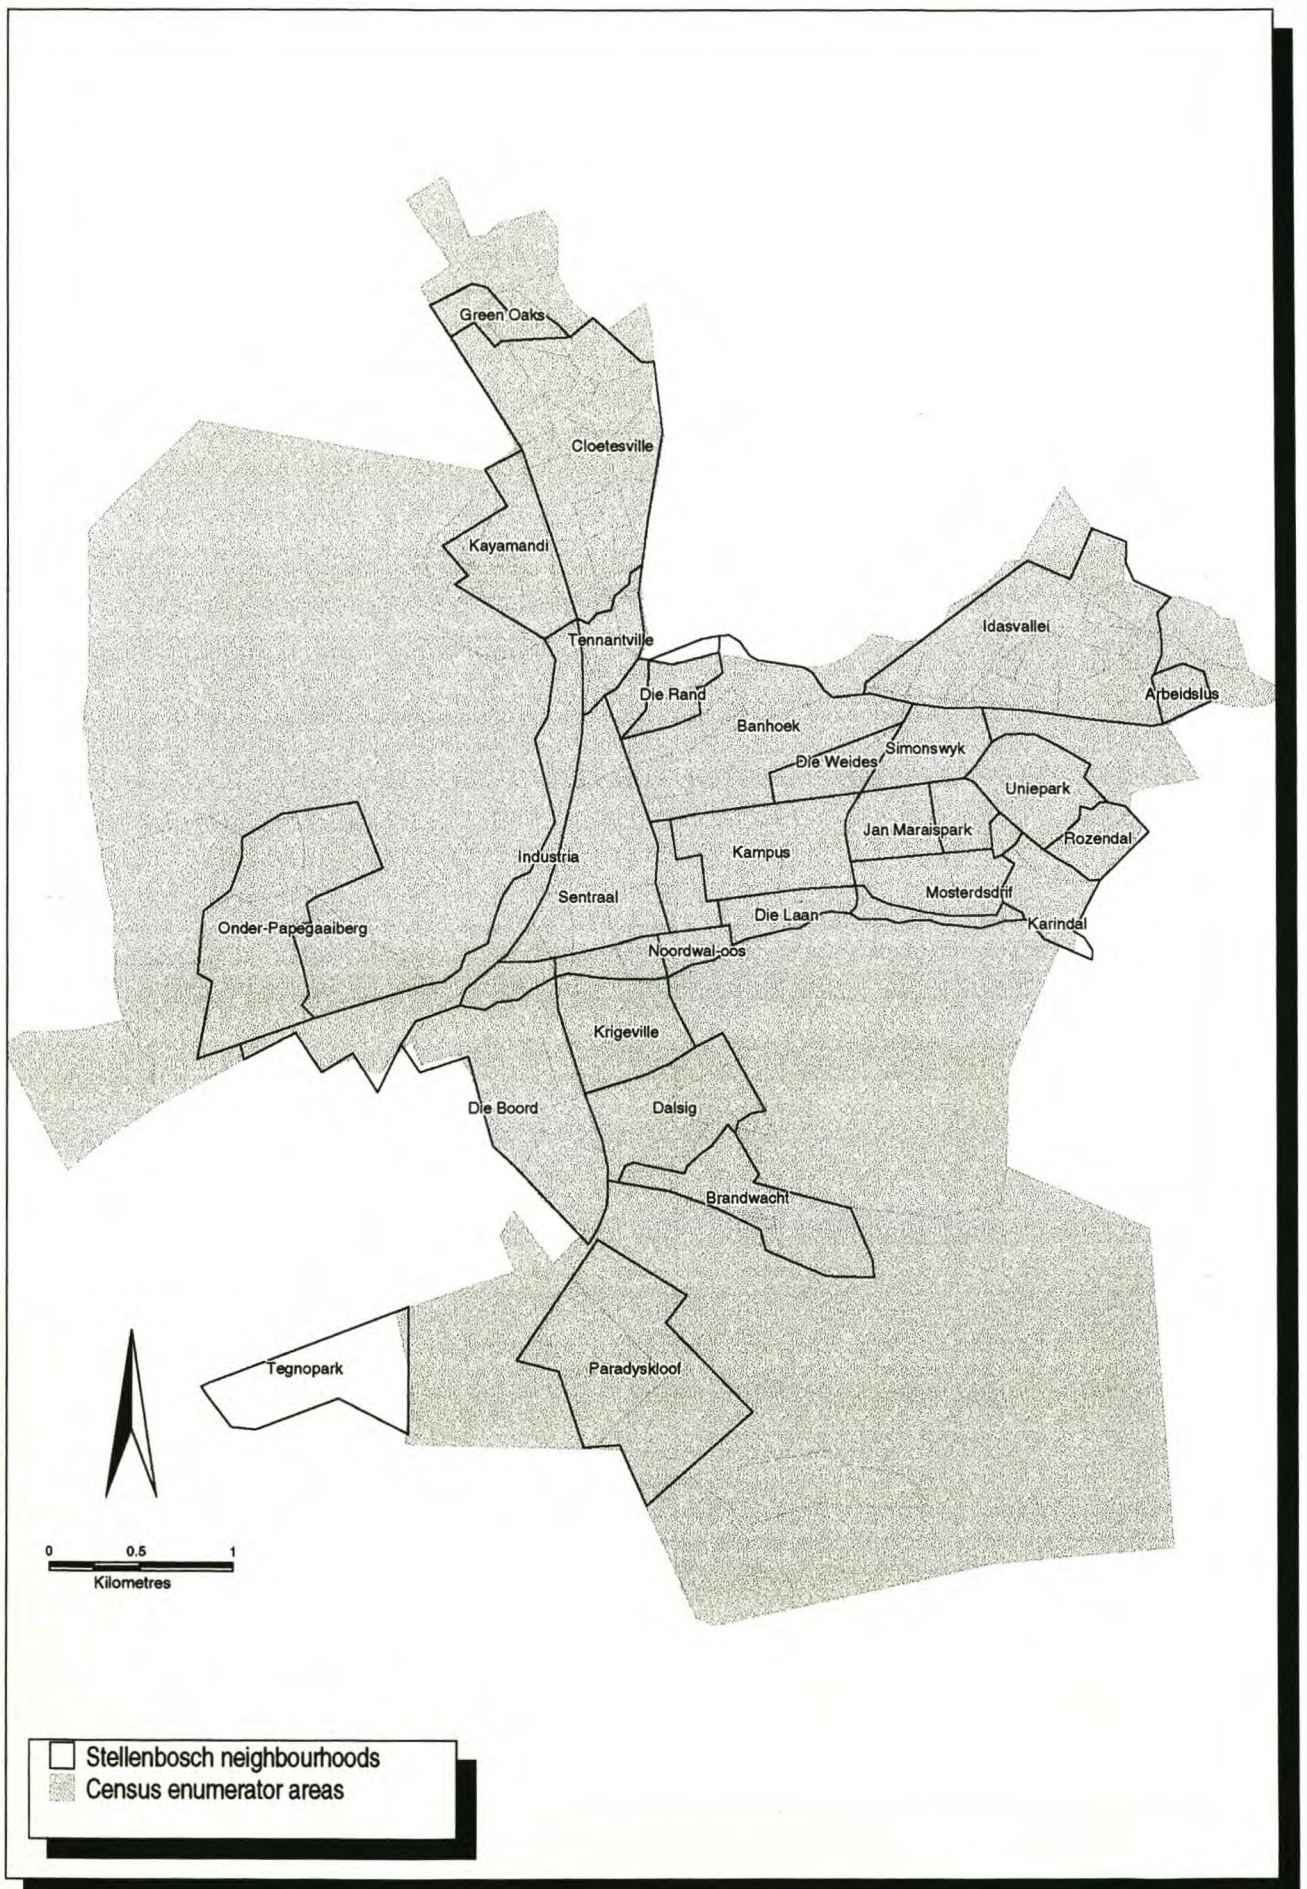 Green Oaks
Cloetesville
Kayamandi
Idasvallei
Tennantville
Die Rand
Arbeidslus
Banhoek
Simonswyk
Die Weides
Uniepark
Jan Maraispark
Rozendal
Kampus
Industria
Sentraal
Mosterdsdrif
Die Laan
Karindal
Onder-Papegaaiberg
Noordwal-oos
Krigeville
Die Boord
Dalsig
Brandwacht
Tegnopark
Paradyskloof
0 0.5 1
Kilometres
Stellenbosch neighbourhoods
Census enumerator areas